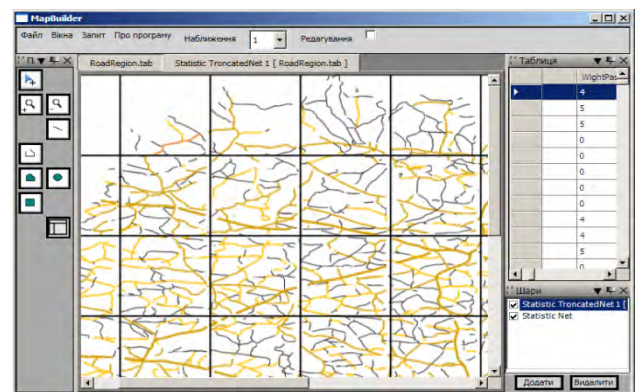 MapBuilder
Файл Вікна Запит Про програму Наближення 1 Редагування
П.
RoadRegion.tab Statistic TroncatedNet 1 [ RoadRegion.tab ]
Таблиця
WightPas
4
5
5
0
0
0
0
0
4
4
5
0
Шари
Statistic TroncatedNet 1 [
Statistic Net
Додати Видалити